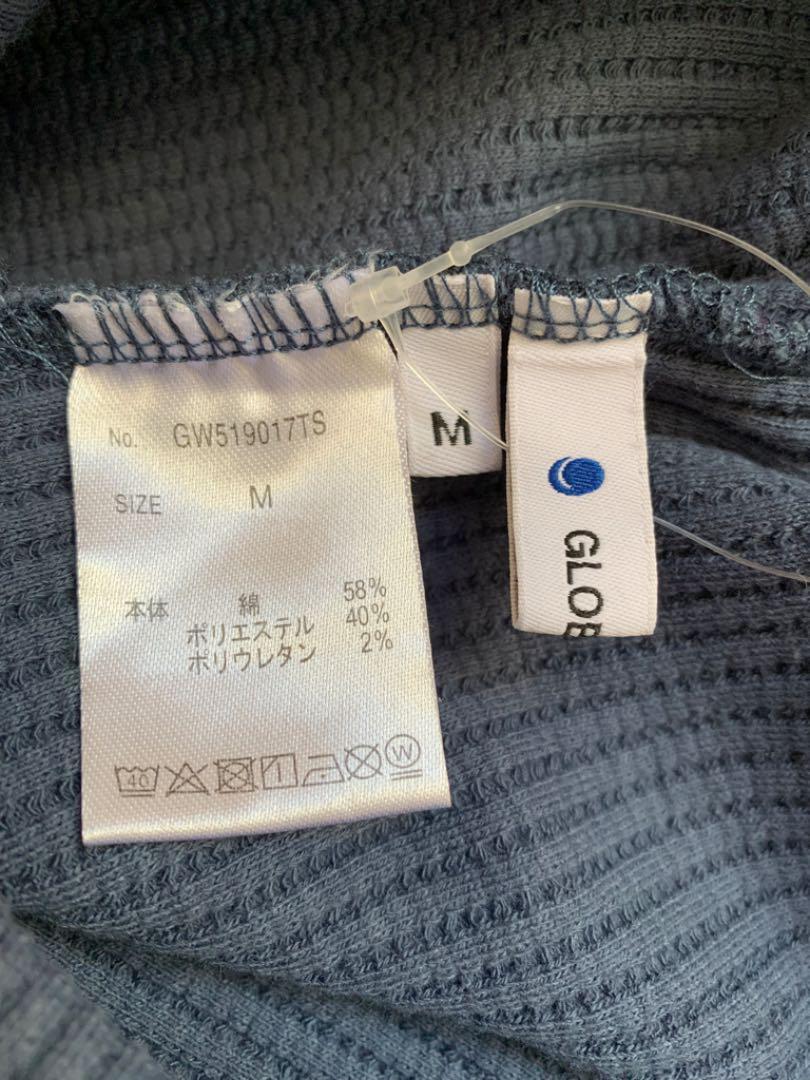 No. GW519017TS
SIZE M
本体 綿 58%
ポリエステル 40%
ポリウレタン 2%
40 W
M
GLOB